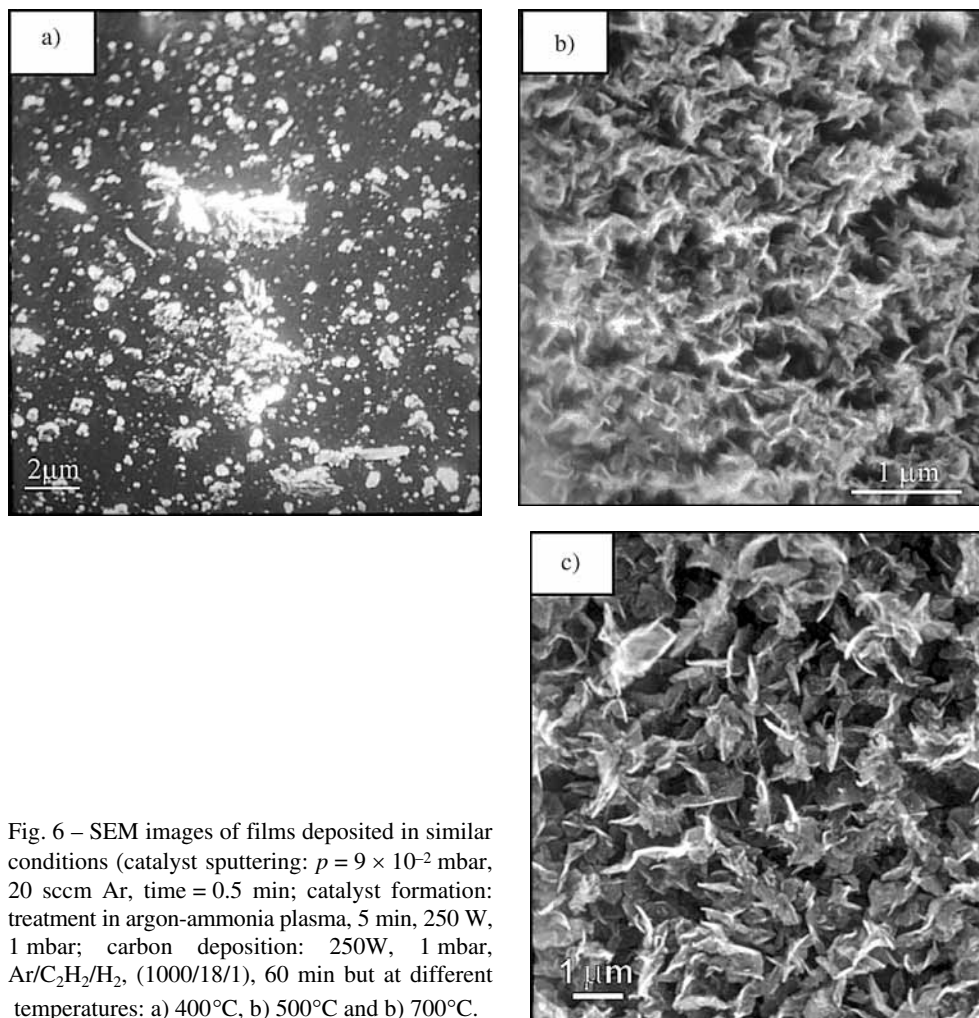 a)
b)
2μm
1 μm
c)
1 μm
Fig. 6 – SEM images of films deposited in similar
conditions (catalyst sputtering: p = 9 × 10⁻² mbar,
20 sccm Ar, time = 0.5 min; catalyst formation:
treatment in argon-ammonia plasma, 5 min, 250 W,
1 mbar; carbon deposition: 250W, 1 mbar,
Ar/C₂H₂/H₂, (1000/18/1), 60 min but at different
temperatures: a) 400°C, b) 500°C and b) 700°C.